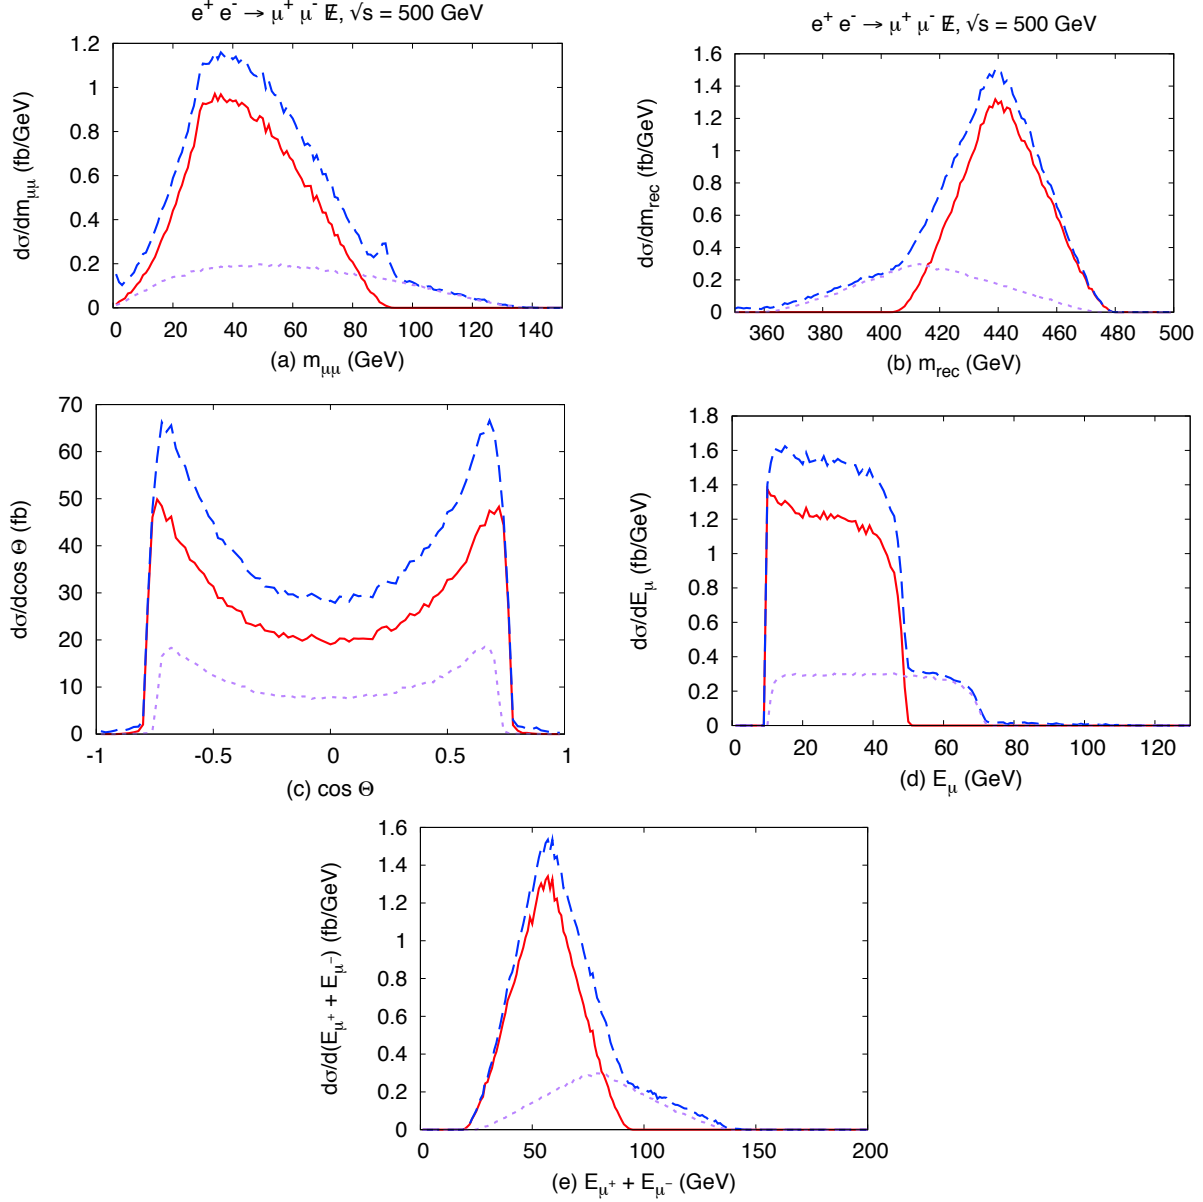 e⁺ e⁻ → μ⁺ μ⁻ E̸, √s = 500 GeV
1.2
1
0.8
0.6
0.4
0.2
0
dσ/dm_μμ (fb/GeV)
0 20 40 60 80 100 120 140
(a) m_μμ (GeV)
e⁺ e⁻ → μ⁺ μ⁻ E̸, √s = 500 GeV
1.6
1.4
1.2
1
0.8
0.6
0.4
0.2
0
dσ/dm_rec (fb/GeV)
360 380 400 420 440 460 480 500
(b) m_rec (GeV)
70
60
50
40
30
20
10
0
dσ/dcos Θ (fb)
-1 -0.5 0 0.5 1
(c) cos Θ
1.8
1.6
1.4
1.2
1
0.8
0.6
0.4
0.2
0
dσ/dE_μ (fb/GeV)
0 20 40 60 80 100 120
(d) E_μ (GeV)
1.6
1.4
1.2
1
0.8
0.6
0.4
0.2
0
dσ/d(E_μ⁺ + E_μ⁻) (fb/GeV)
0 50 100 150 200
(e) E_μ⁺ + E_μ⁻ (GeV)